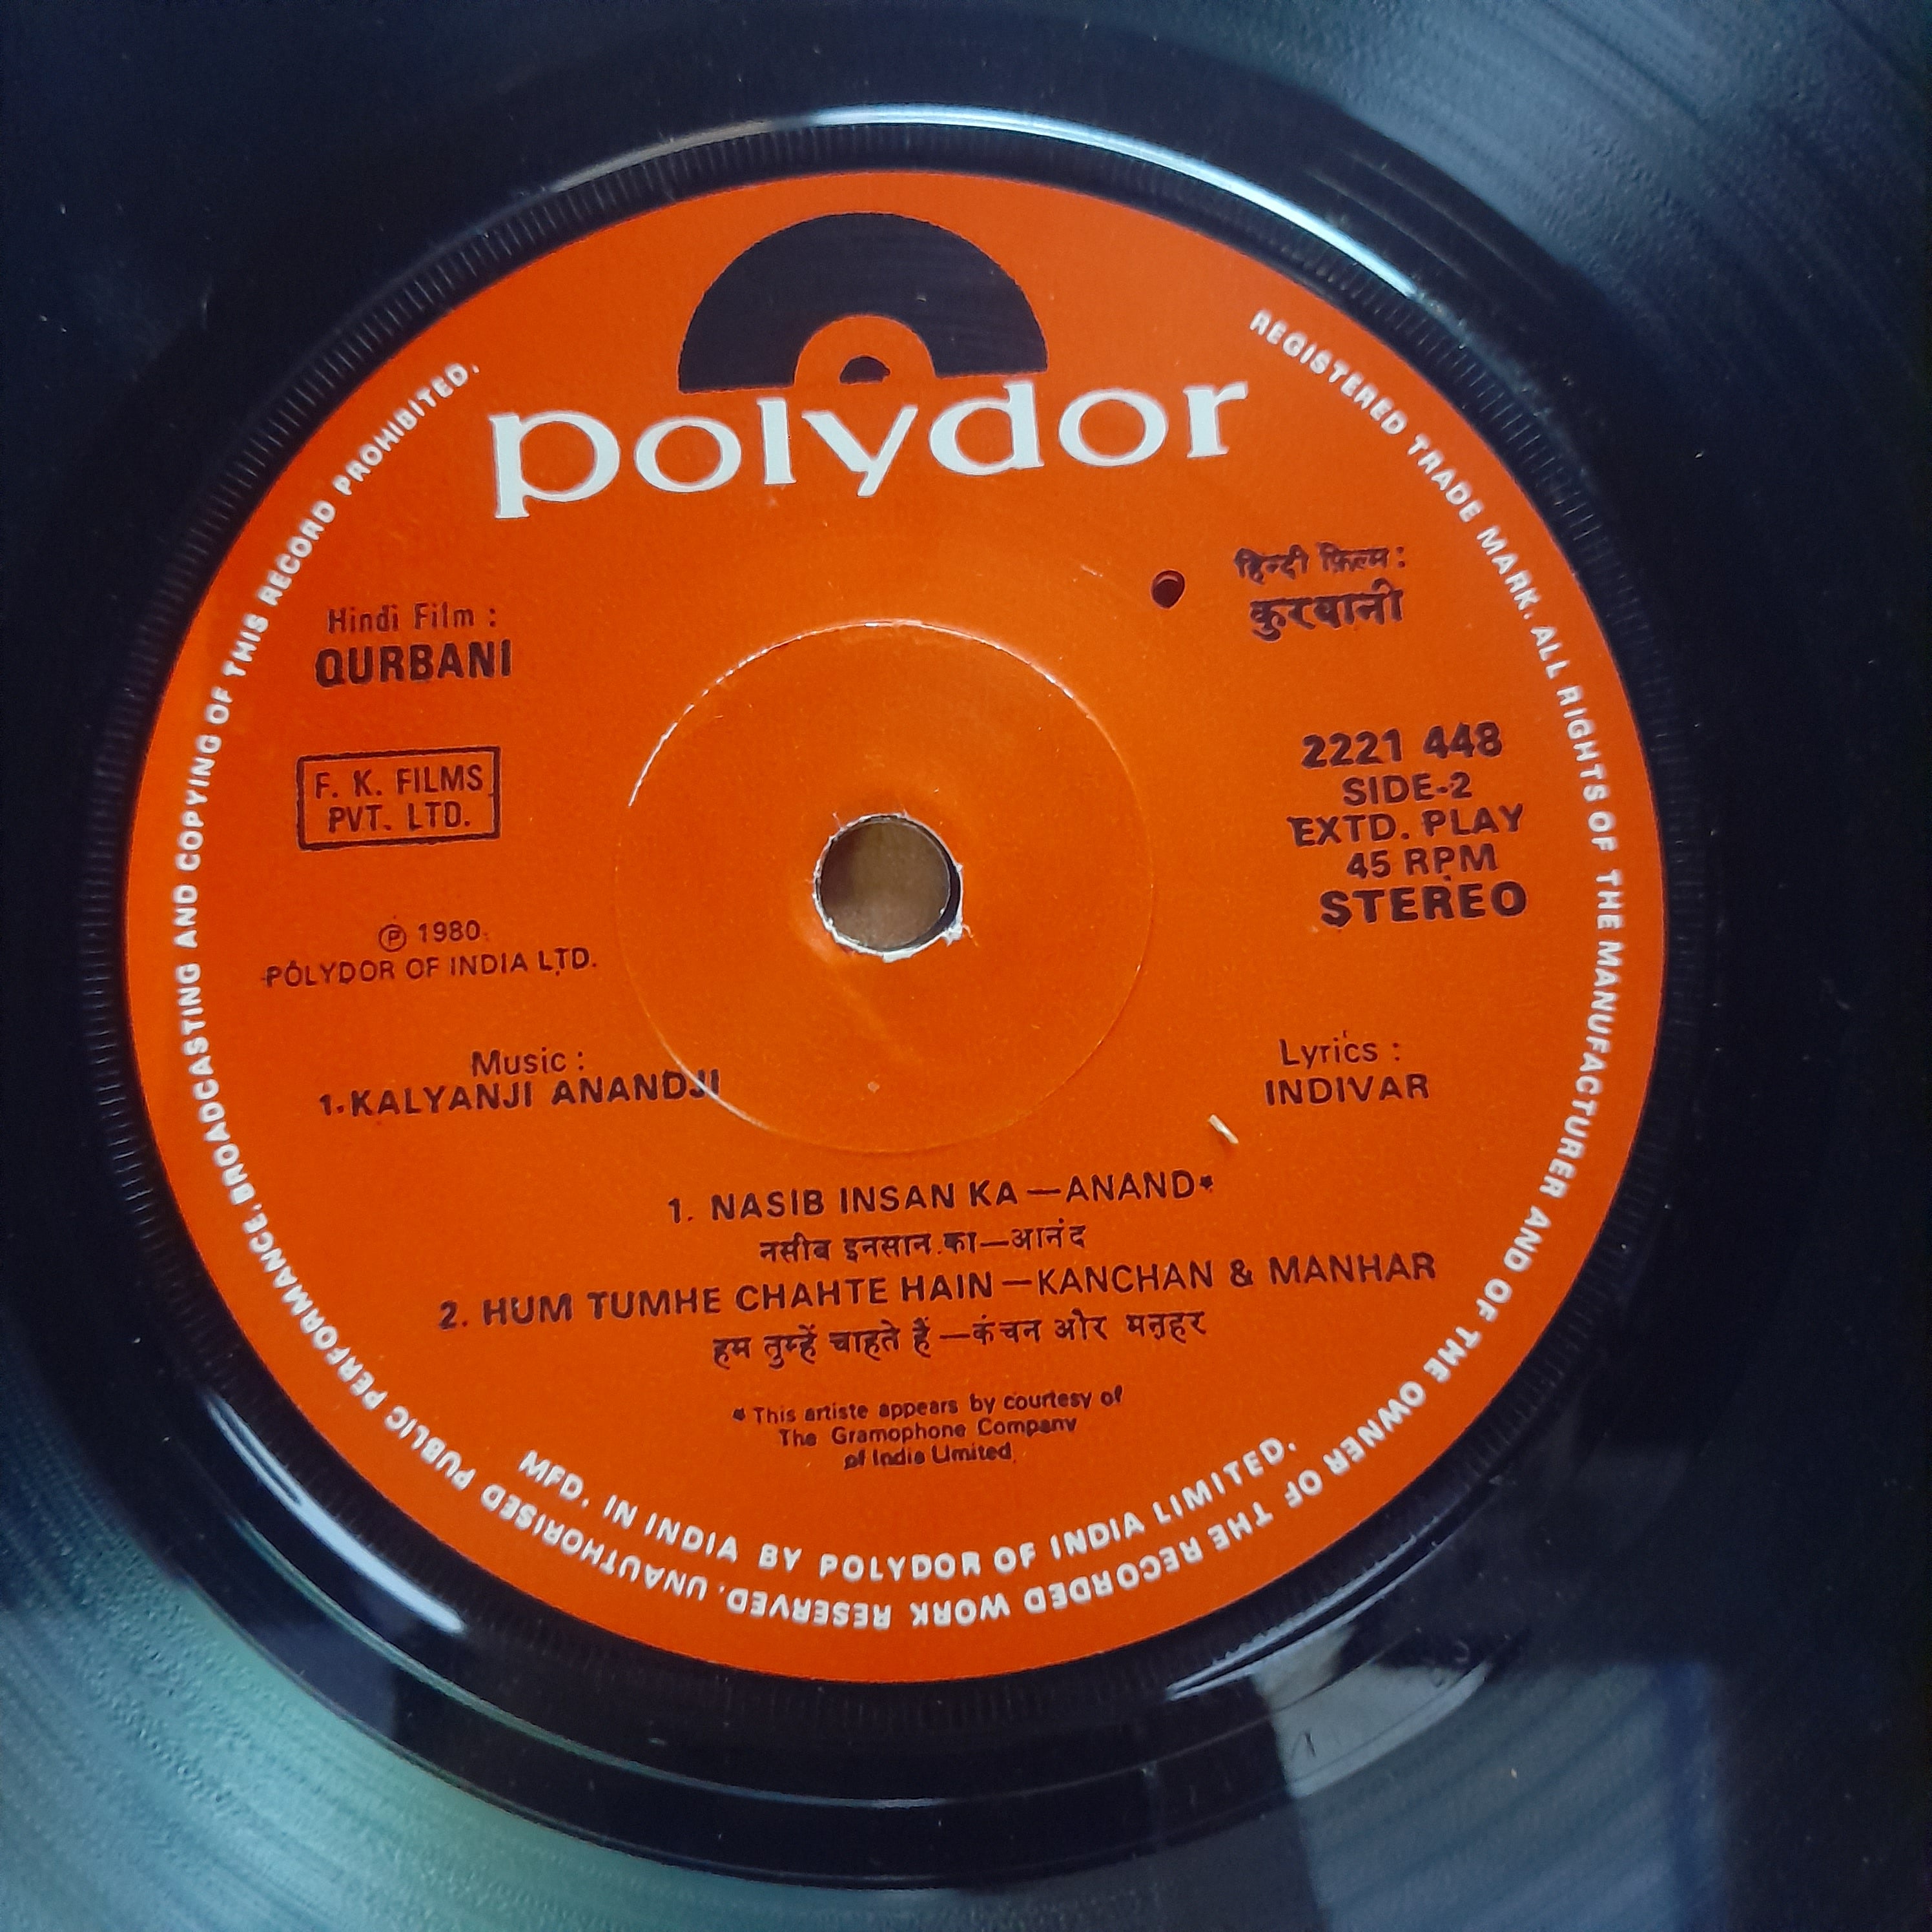 polydor
Hindi Film :
QURBANI
हिन्दी फ़िल्म :
कुरबानी
F. K. FILMS
PVT. LTD.
2221 448
SIDE-2
EXTD. PLAY
45 RPM
STEREO
Ⓟ 1980.
POLYDOR OF INDIA LTD.
Music :
1. KALYANJI ANANDJI
Lyrics :
INDIVAR
1. NASIB INSAN KA — ANAND*
नसीब इनसान का—आनंद
2. HUM TUMHE CHAHTE HAIN — KANCHAN & MANHAR
हम तुम्हें चाहते हैं — कंचन और मनहर
* This artiste appears by courtesy of
The Gramophone Company
of India Limited.
MFD. IN INDIA BY POLYDOR OF INDIA LIMITED.
REGISTERED TRADE MARK. ALL RIGHTS OF THE MANUFACTURER AND OF THE OWNER OF THE RECORDED WORK RESERVED. UNAUTHORISED PUBLIC PERFORMANCE, BROADCASTING AND COPYING OF THIS RECORD PROHIBITED.